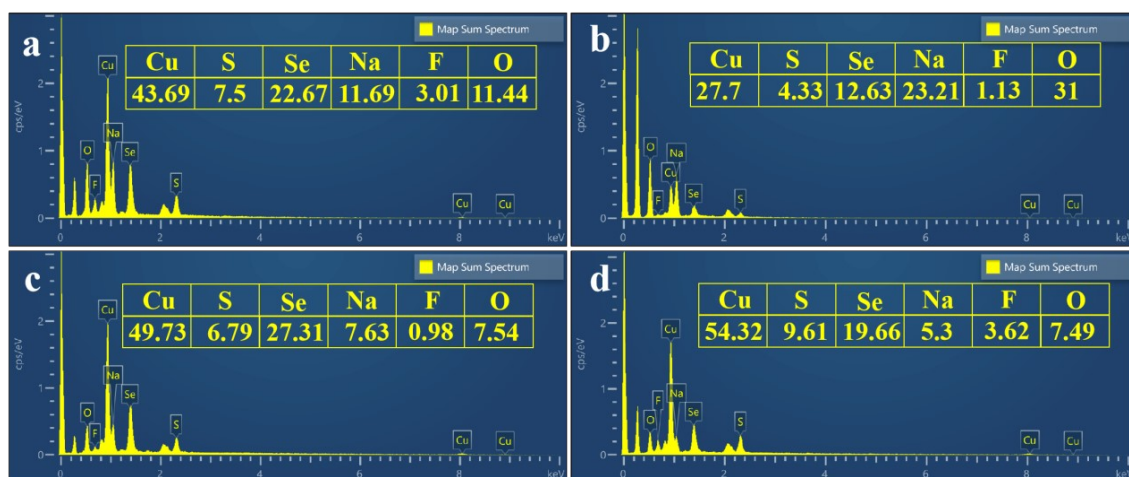 a
Map Sum Spectrum
Cu S Se Na F O
43.69 7.5 22.67 11.69 3.01 11.44
cps/eV
2
1
0
O F Cu Na Se S Cu Cu
0 2 4 6 8 keV
b
Map Sum Spectrum
Cu S Se Na F O
27.7 4.33 12.63 23.21 1.13 31
cps/eV
2
1
0
O F Cu Na Se S Cu Cu
0 2 4 6 8 keV
c
Map Sum Spectrum
Cu S Se Na F O
49.73 6.79 27.31 7.63 0.98 7.54
cps/eV
2
1
0
O F Cu Na Se S Cu Cu
0 2 4 6 8 keV
d
Map Sum Spectrum
Cu S Se Na F O
54.32 9.61 19.66 5.3 3.62 7.49
cps/eV
3
2
1
0
O F Cu Na Se S Cu Cu
0 2 4 6 8 keV